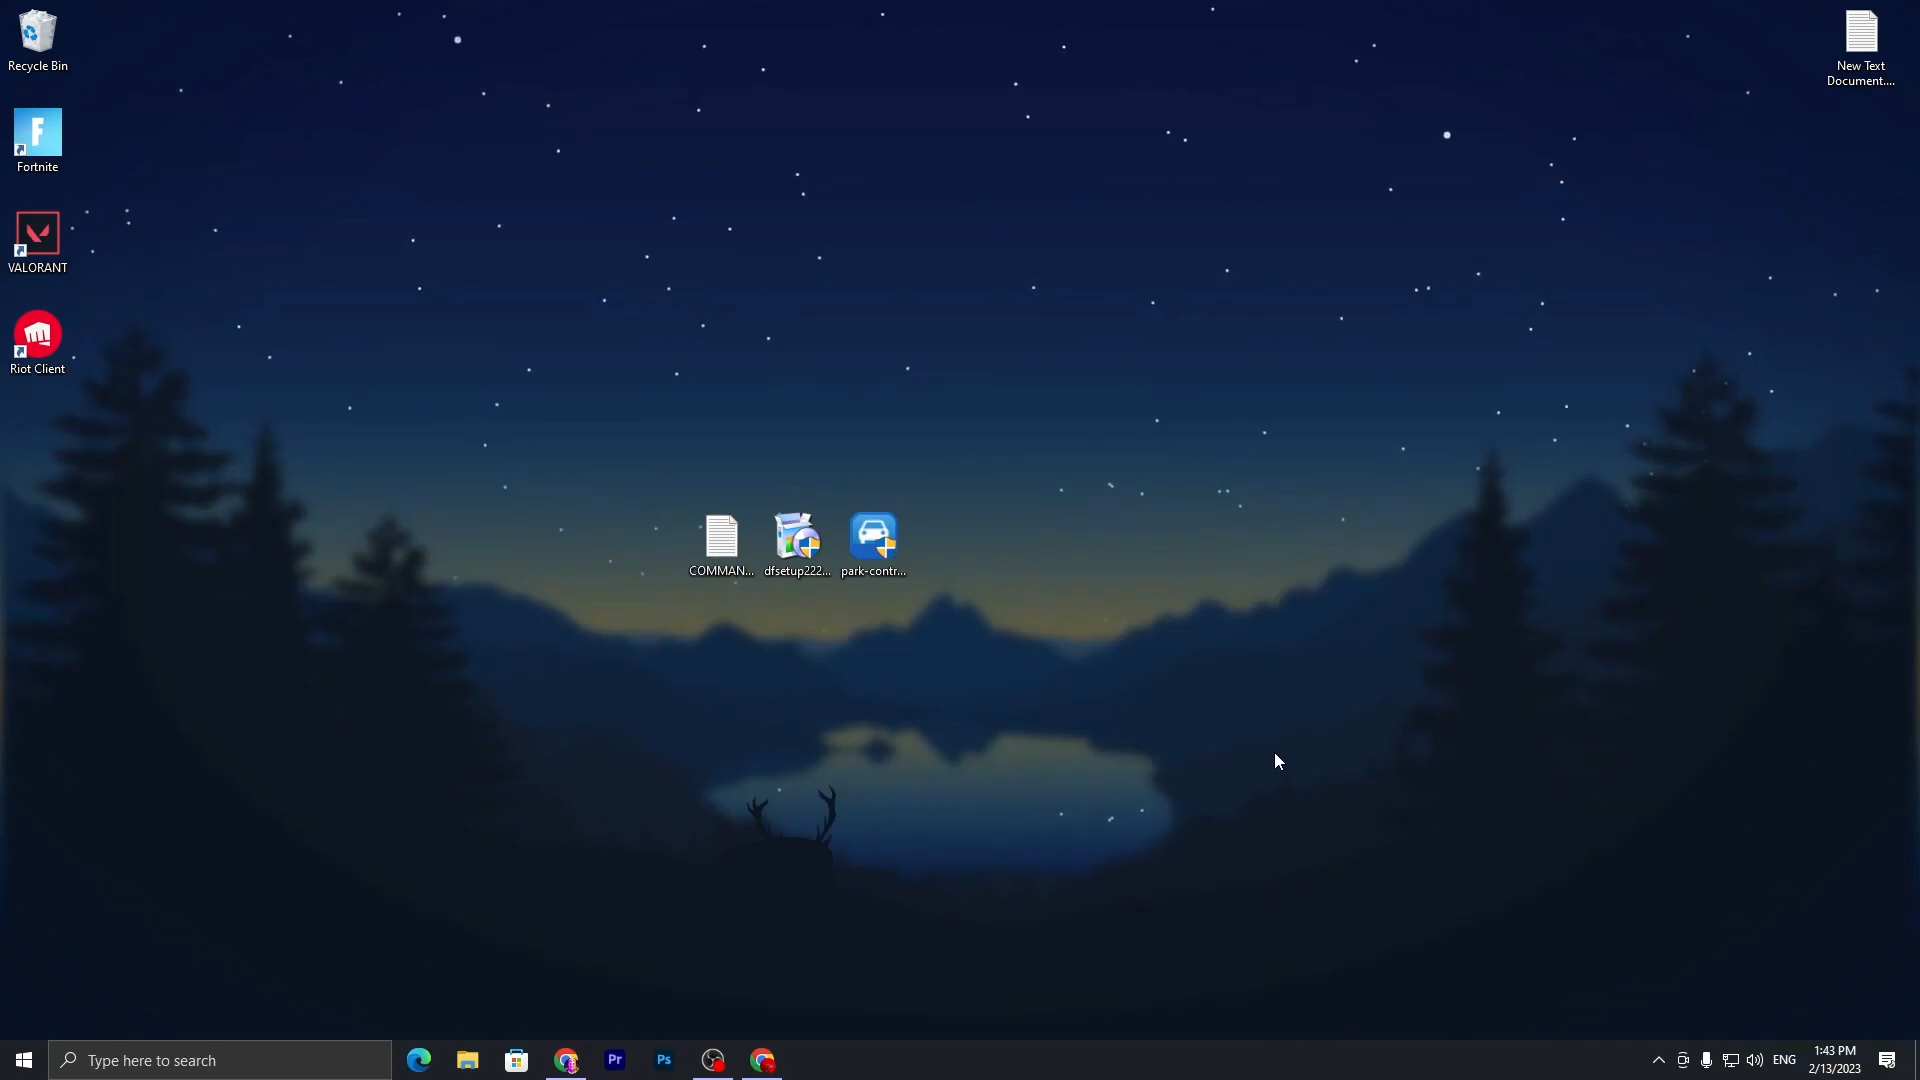 Recycle Bin
New Text
Document....
Fortnite
VALORANT
Riot Client
COMMAN...
dfsetup222...
park-contr...
Type here to search
Pr
Ps
ENG
1:43 PM
2/13/2023